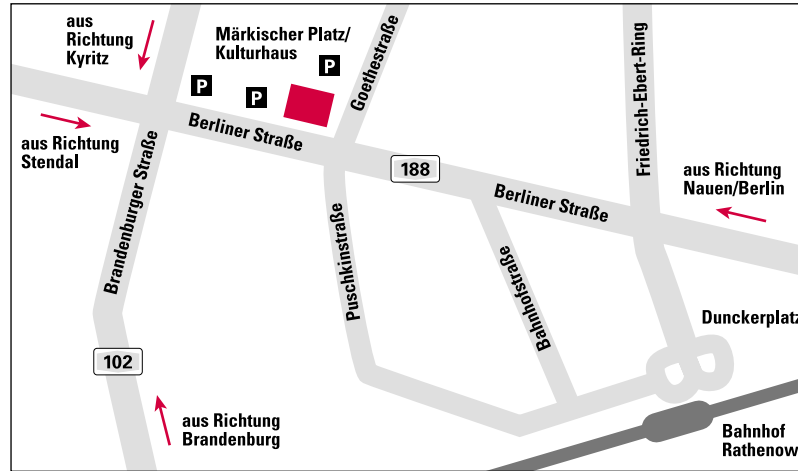 aus
Richtung
Kyritz
Märkischer Platz/
Kulturhaus
P
P
P
Goethestraße
Friedrich-Ebert-Ring
aus Richtung
Stendal
Berliner Straße
Brandenburger Straße
188
Berliner Straße
aus Richtung
Nauen/Berlin
Puschkinstraße
Bahnhofstraße
Dunckerplatz
102
aus Richtung
Brandenburg
Bahnhof
Rathenow